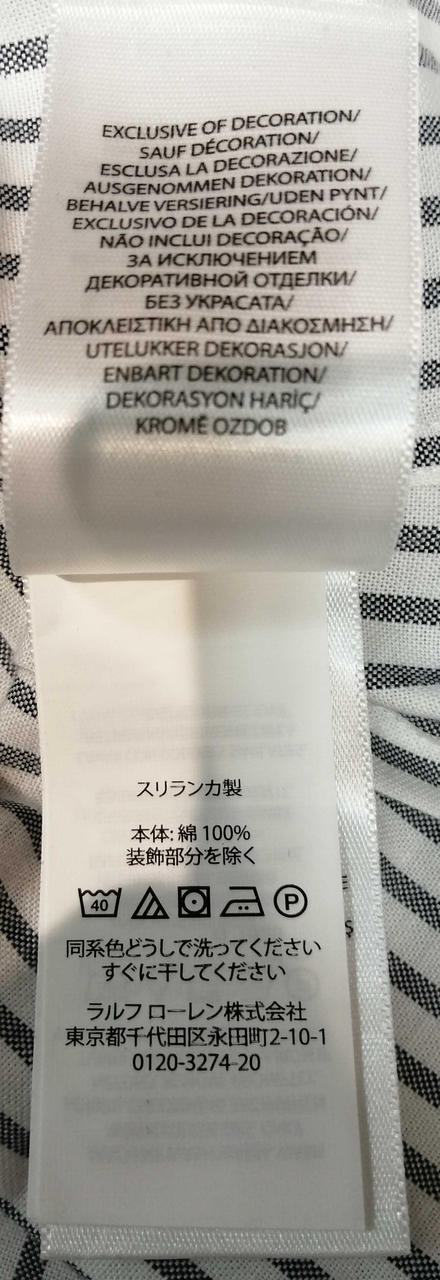 EXCLUSIVE OF DECORATION/
SAUF DÉCORATION/
ESCLUSA LA DECORAZIONE/
AUSGENOMMEN DEKORATION/
BEHALVE VERSIERING/UDEN PYNT/
EXCLUSIVO DE LA DECORACIÓN/
NÃO INCLUI DECORAÇÃO/
ЗА ИСКЛЮЧЕНИЕМ
ДЕКОРАТИВНОЙ ОТДЕЛКИ/
БЕЗ УКРАСАТА/
ΑΠΟΚΛΕΙΣΤΙΚΗ ΑΠΟ ΔΙΑΚΟΣΜΗΣΗ/
UTELUKKER DEKORASJON/
ENBART DEKORATION/
DEKORASYON HARİÇ/
KROMĚ OZDOB
スリランカ製
本体: 綿 100%
装飾部分を除く
40 P
同系色どうしで洗ってください
すぐに干してください
ラルフ ローレン株式会社
東京都千代田区永田町2-10-1
0120-3274-20